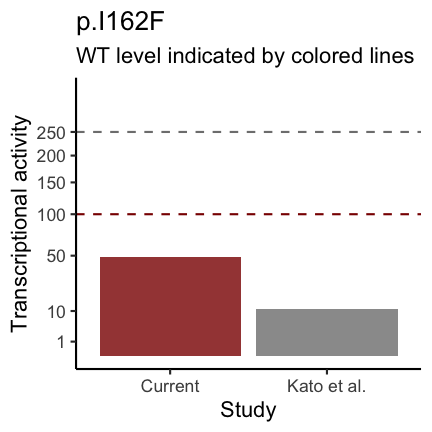 p.I162F
WT level indicated by colored lines
Transcriptional activity
250
200
150
100
50
10
1
Current
Kato et al.
Study